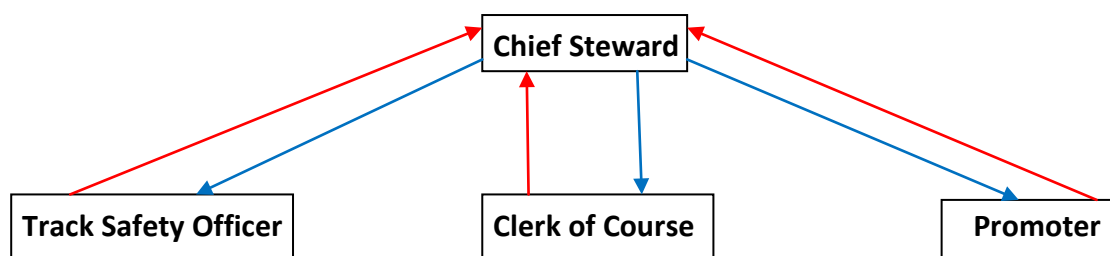 Chief Steward
Track Safety Officer
Clerk of Course
Promoter